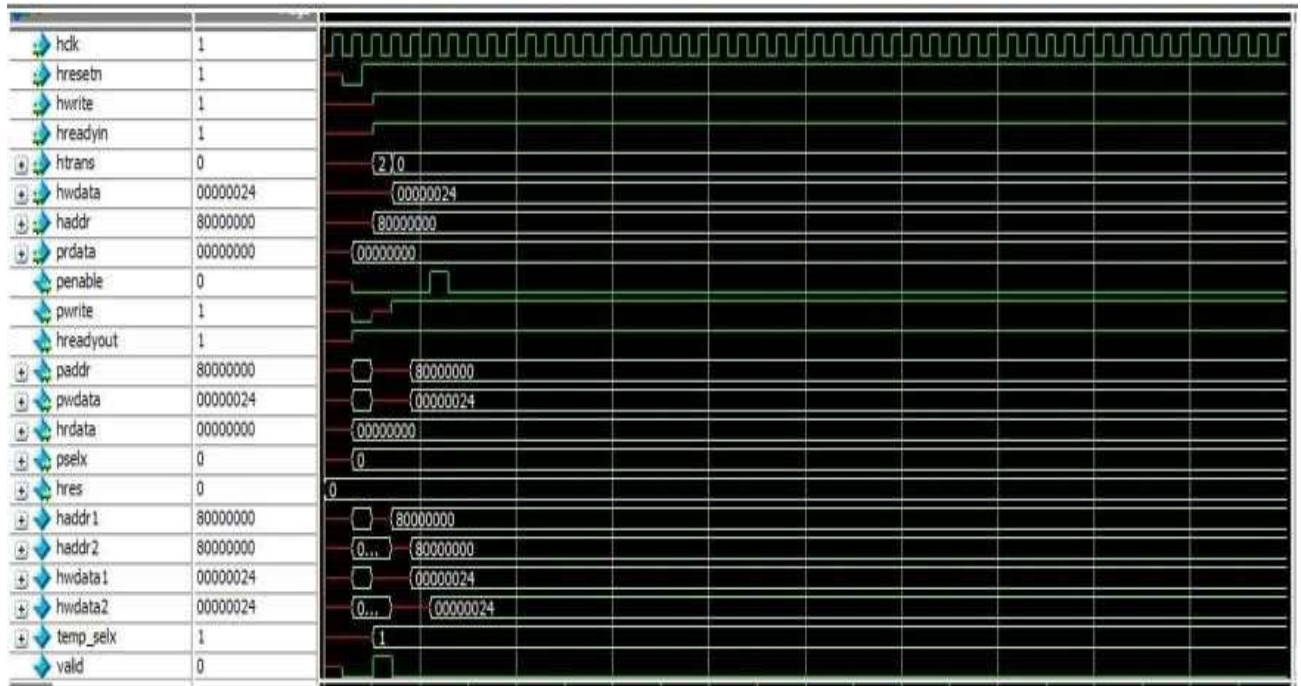 hclk 1
hresetn 1
hwrite 1
hreadyin 1
htrans 0 2 0
hwdata 00000024 00000024
haddr 80000000 80000000
prdata 00000000 00000000
penable 0
pwrite 1
hreadyout 1
paddr 80000000 80000000
pwdata 00000024 00000024
hrdata 00000000 00000000
pselx 0 0
hres 0 0
haddr1 80000000 80000000
haddr2 80000000 0... 80000000
hwdata1 00000024 00000024
hwdata2 00000024 0... 00000024
temp_selx 1 1
valid 0